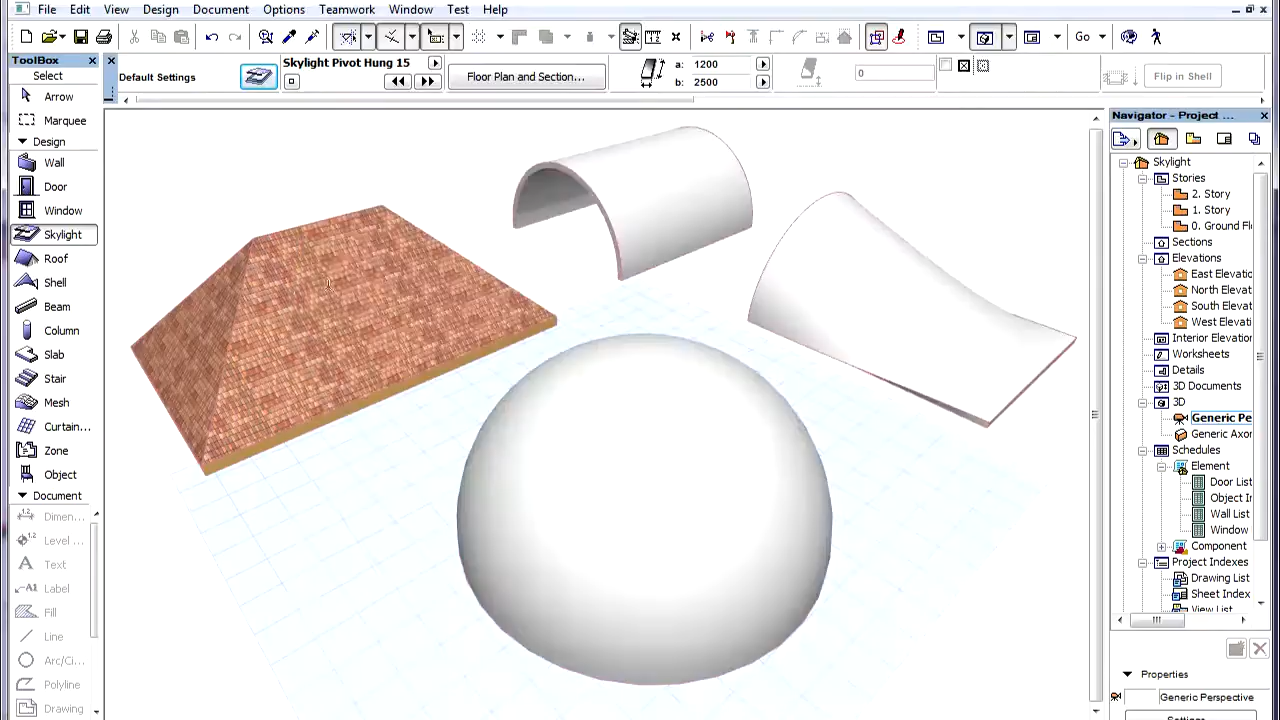 File Edit View Design Document Options Teamwork Window Test Help
Go
ToolBox
Select
Arrow
Marquee
Design
Wall
Door
Window
Skylight
Roof
Shell
Beam
Column
Slab
Stair
Mesh
Curtain...
Zone
Object
Document
Dimen...
Level ...
Text
Label
Fill
Line
Arc/Ci...
Polyline
Drawing
Default Settings
Skylight Pivot Hung 15
Floor Plan and Section...
a: 1200
b: 2500
0
Flip in Shell
Navigator - Project ...
Skylight
Stories
2. Story
1. Story
0. Ground Fl
Sections
Elevations
East Elevatio
North Elevat
South Elevat
West Elevati
Interior Elevation
Worksheets
Details
3D Documents
3D
Generic Pe
Generic Axor
Schedules
Element
Door List
Object Ir
Wall List
Window
Component
Project Indexes
Drawing List
Sheet Index
View List
Properties
Generic Perspective
Settings